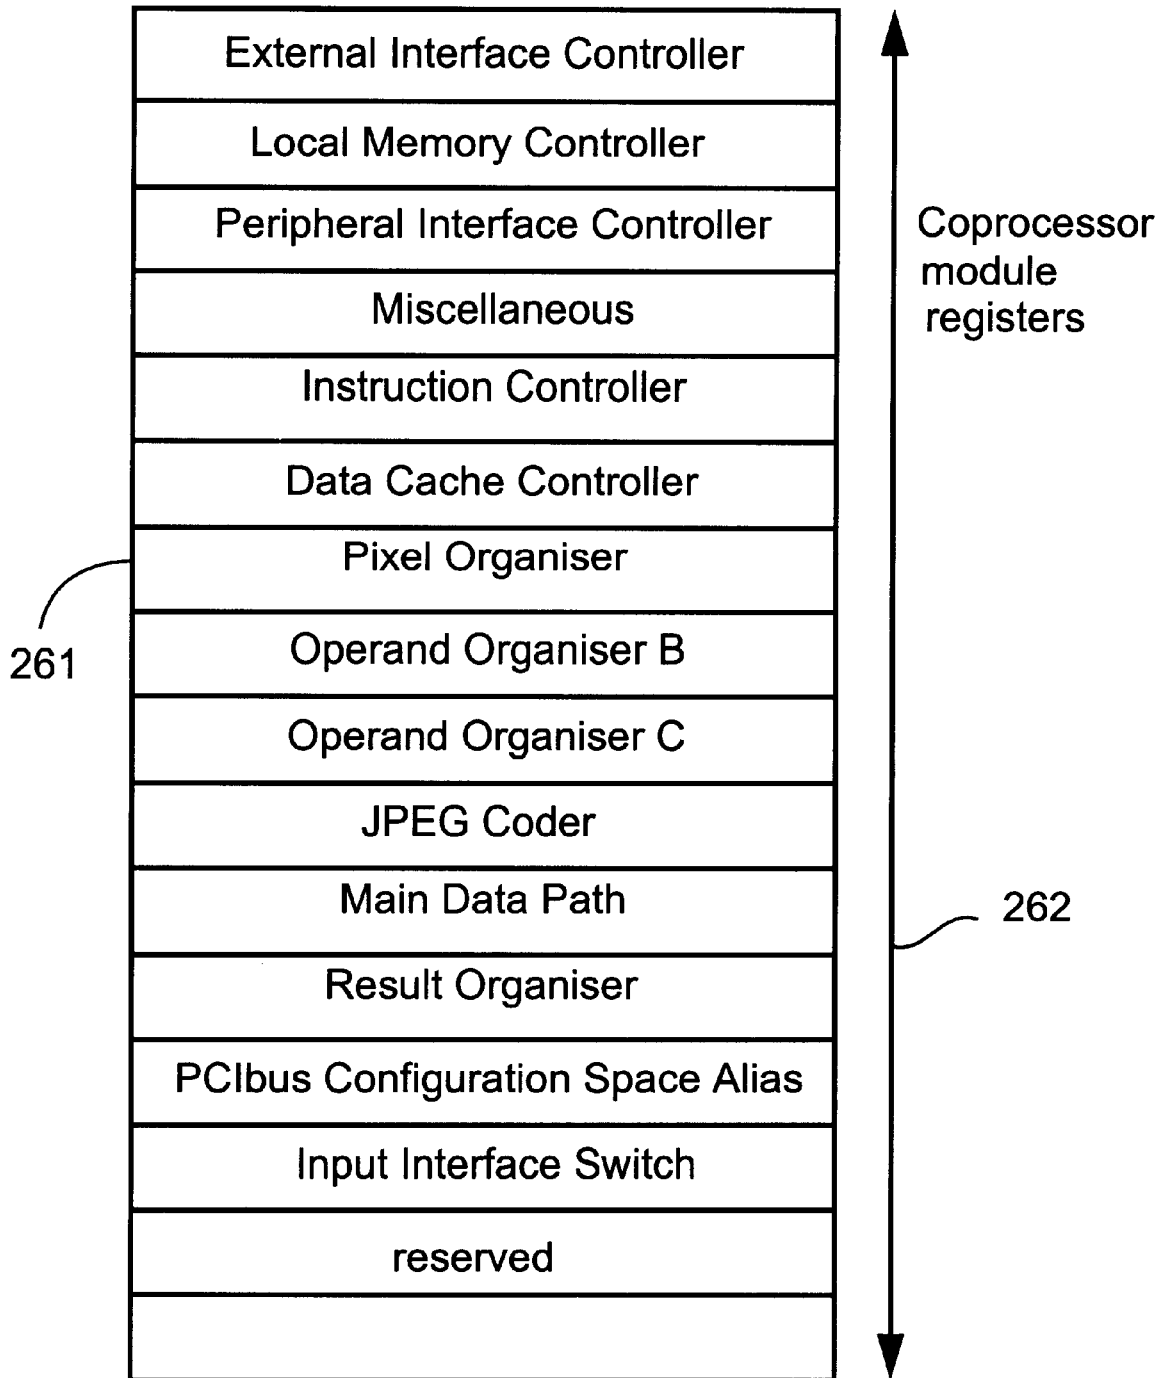 External Interface Controller
Local Memory Controller
Peripheral Interface Controller
Coprocessor
module
registers
Miscellaneous
Instruction Controller
Data Cache Controller
Pixel Organiser
261
Operand Organiser B
Operand Organiser C
JPEG Coder
Main Data Path
262
Result Organiser
PCIbus Configuration Space Alias
Input Interface Switch
reserved